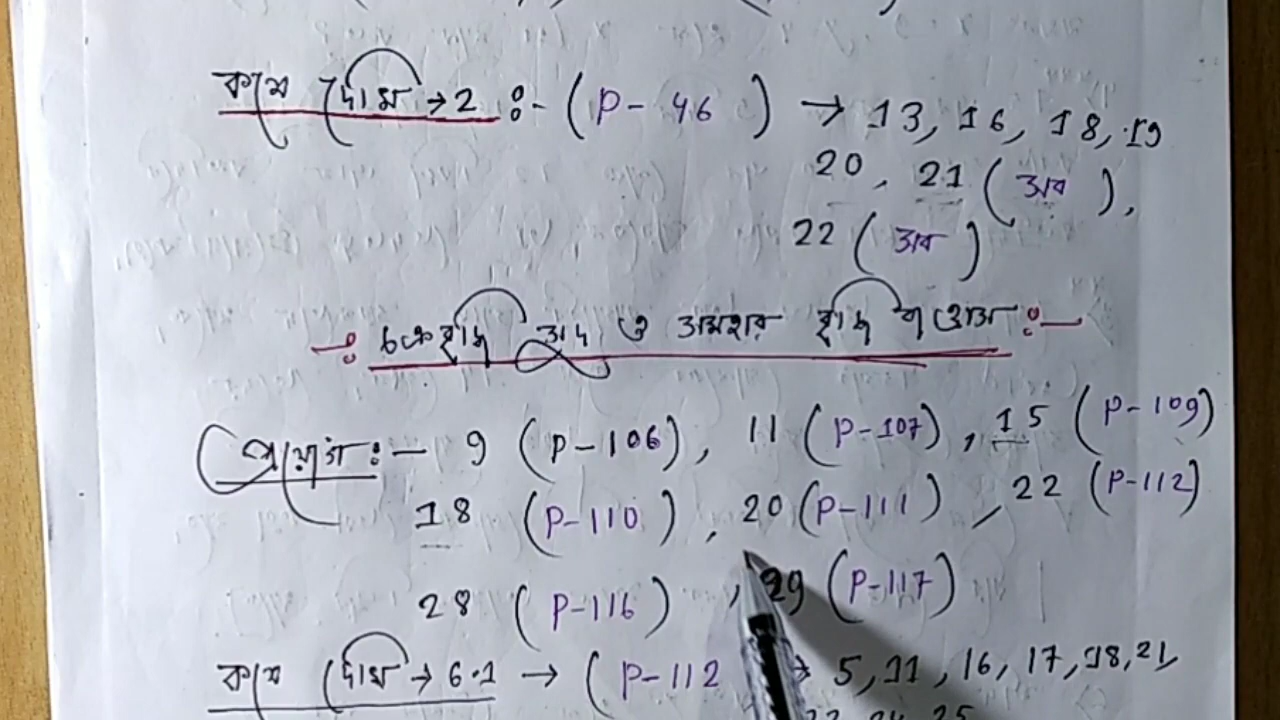 কষে দেখি → 2 :- (P - 46) → 13, 16, 18, 19
20, 21 (অথবা),
22 (অথবা)
চক্রবৃদ্ধি সুদ ও সমহার বৃদ্ধি বা হ্রাস :-
প্রয়োগ :- 9 (P-106), 11 (P-107), 15 (P-109)
18 (P-110), 20 (P-111), 22 (P-112)
28 (P-116), 29 (P-117)
কষে দেখি → 6.1 → (P-112 → 5, 11, 16, 17, 18, 21,